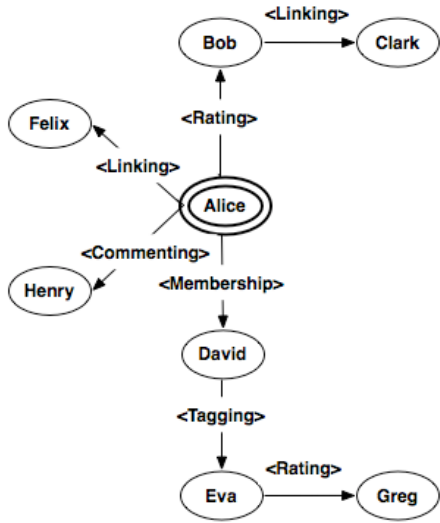 <Linking>
Bob
Clark
<Rating>
Felix
<Linking>
Alice
<Commenting>
<Membership>
Henry
David
<Tagging>
<Rating>
Eva
Greg